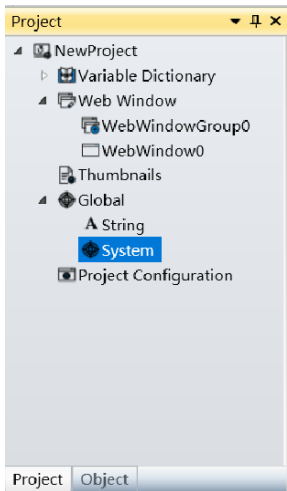 Project
NewProject
Variable Dictionary
Web Window
WebWindowGroup0
WebWindow0
Thumbnails
Global
A String
System
Project Configuration
Project Object